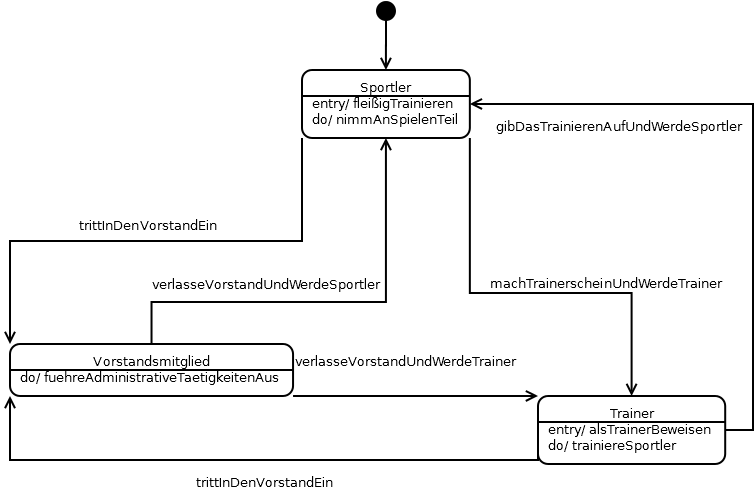 Sportler
entry/ fleißigTrainieren
do/ nimmAnSpielenTeil
gibDasTrainierenAufUndWerdeSportler
trittInDenVorstandEin
verlasseVorstandUndWerdeSportler
machTrainerscheinUndWerdeTrainer
Vorstandsmitglied
do/ fuehreAdministrativeTaetigkeitenAus
verlasseVorstandUndWerdeTrainer
Trainer
entry/ alsTrainerBeweisen
do/ trainiereSportler
trittInDenVorstandEin